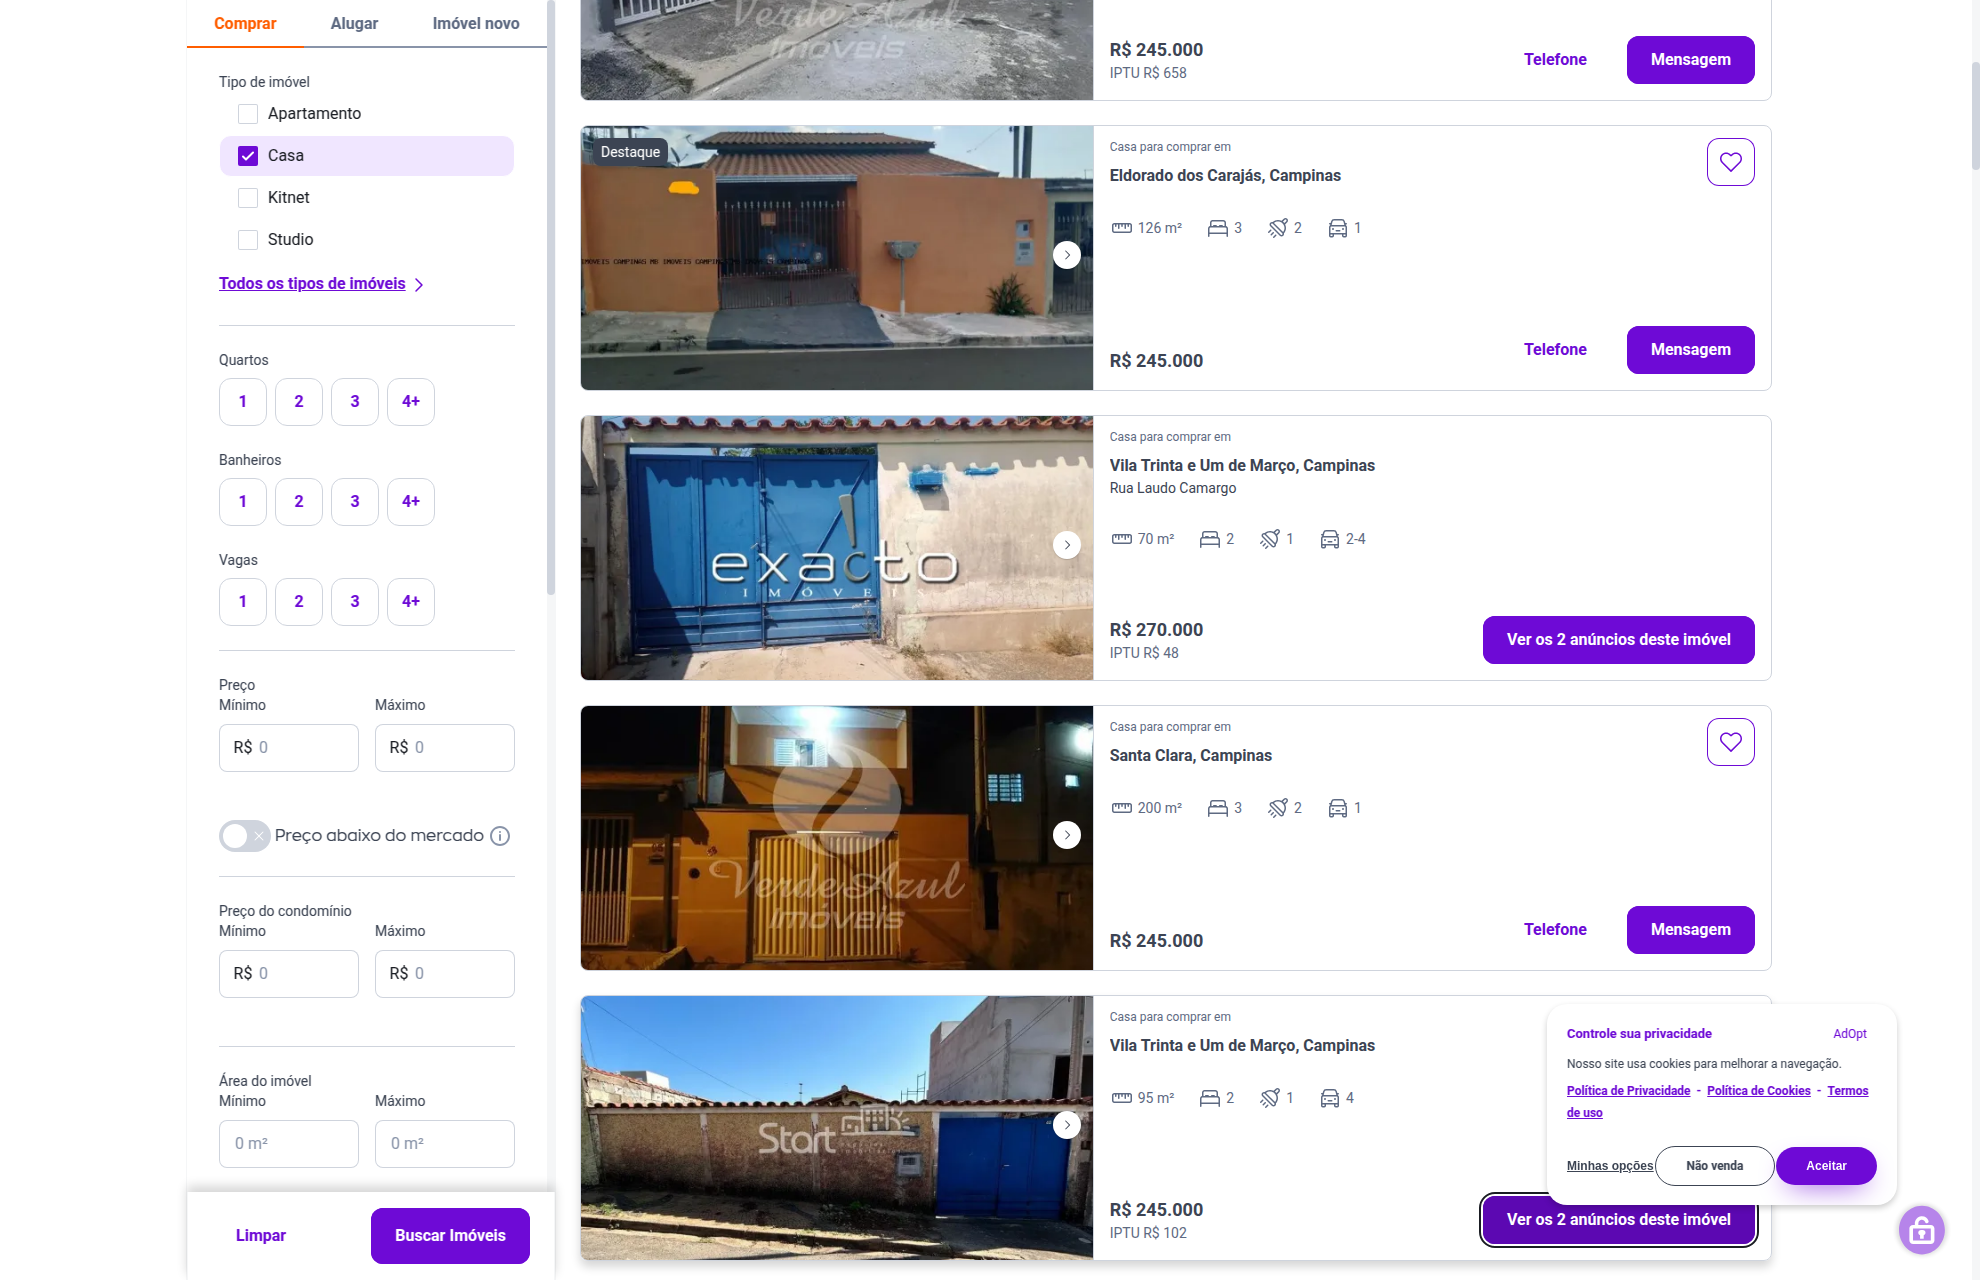 Comprar
Alugar
Imóvel novo
Tipo de imóvel
Apartamento
Casa
Kitnet
Studio
Todos os tipos de imóveis
Quartos
1
2
3
4+
Banheiros
1
2
3
4+
Vagas
1
2
3
4+
Preço
Mínimo
Máximo
R$ 0
R$ 0
Preço abaixo do mercado
Preço do condomínio
Mínimo
Máximo
R$ 0
R$ 0
Área do imóvel
Mínimo
Máximo
0 m²
0 m²
Limpar
Buscar Imóveis
VerdeAzul
imóveis
R$ 245.000
IPTU R$ 658
Telefone
Mensagem
Destaque
Casa para comprar em
Eldorado dos Carajás, Campinas
126 m²
3
2
1
R$ 245.000
Telefone
Mensagem
exacto
IMÓVEIS
Casa para comprar em
Vila Trinta e Um de Março, Campinas
Rua Laudo Camargo
70 m²
2
1
2-4
R$ 270.000
IPTU R$ 48
Ver os 2 anúncios deste imóvel
VerdeAzul
imóveis
Casa para comprar em
Santa Clara, Campinas
200 m²
3
2
1
R$ 245.000
Telefone
Mensagem
Start
Casa para comprar em
Vila Trinta e Um de Março, Campinas
95 m²
2
1
4
R$ 245.000
IPTU R$ 102
Ver os 2 anúncios deste imóvel
Controle sua privacidade
AdOpt
Nosso site usa cookies para melhorar a navegação.
Política de Privacidade - Política de Cookies - Termos
de uso
Minhas opções
Não venda
Aceitar